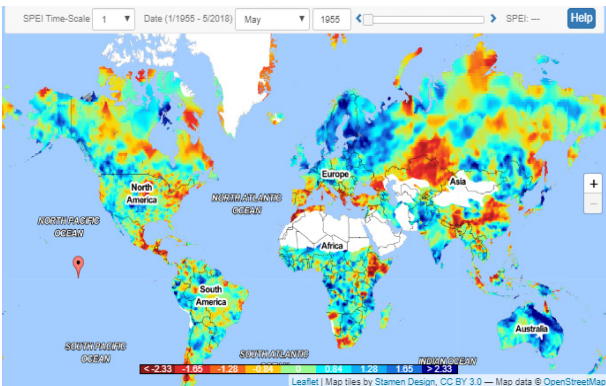 SPEI Time-Scale 1 Date (1/1955 - 5/2018) May 1955 SPEI: --- Help
Europe
Asia
North
America
NORTH ATLANTIC
OCEAN
NORTH PACIFIC
OCEAN
Africa
South
America
Australia
SOUTH PACIFIC
OCEAN
SOUTH ATLANTIC
OCEAN
INDIAN OCEAN
< -2.33 -1.65 -1.28 -0.84 0 0.84 1.28 1.65 > 2.33
+
−
Leaflet | Map tiles by Stamen Design, CC BY 3.0 — Map data © OpenStreetMap